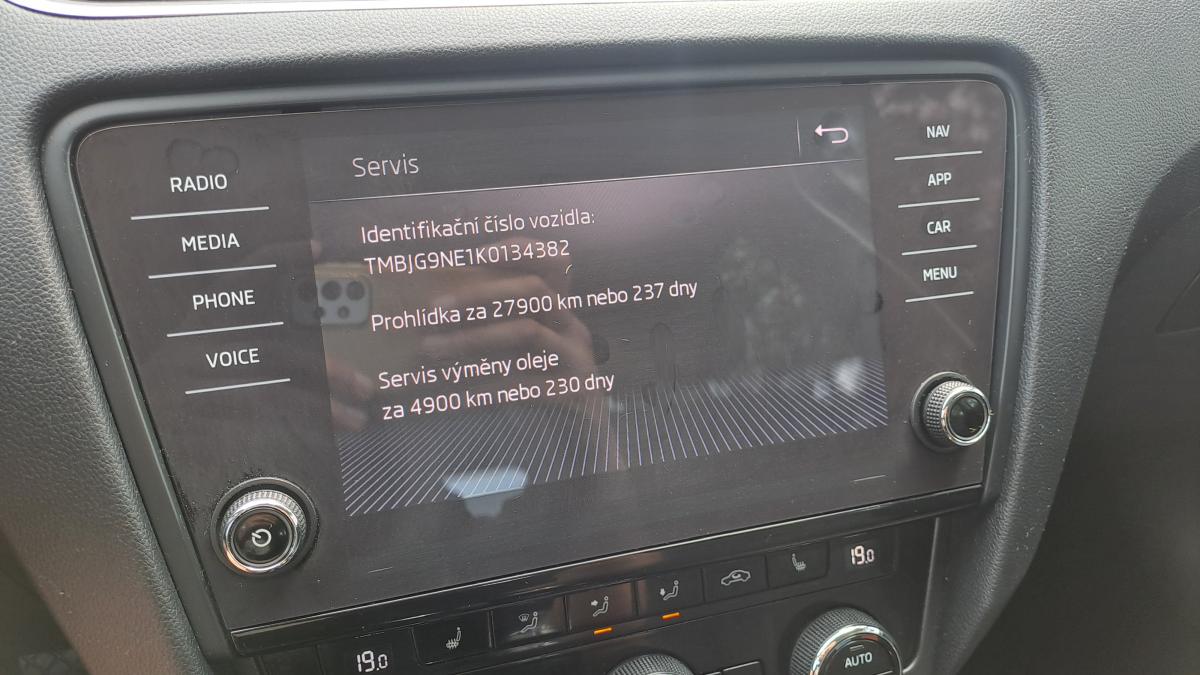 Servis
RADIO
MEDIA
PHONE
VOICE
Identifikační číslo vozidla:
TMBJG9NE1K0134382
Prohlídka za 27900 km nebo 237 dny
Servis výměny oleje
za 4900 km nebo 230 dny
NAV
APP
CAR
MENU
19.0
19.0
AUTO